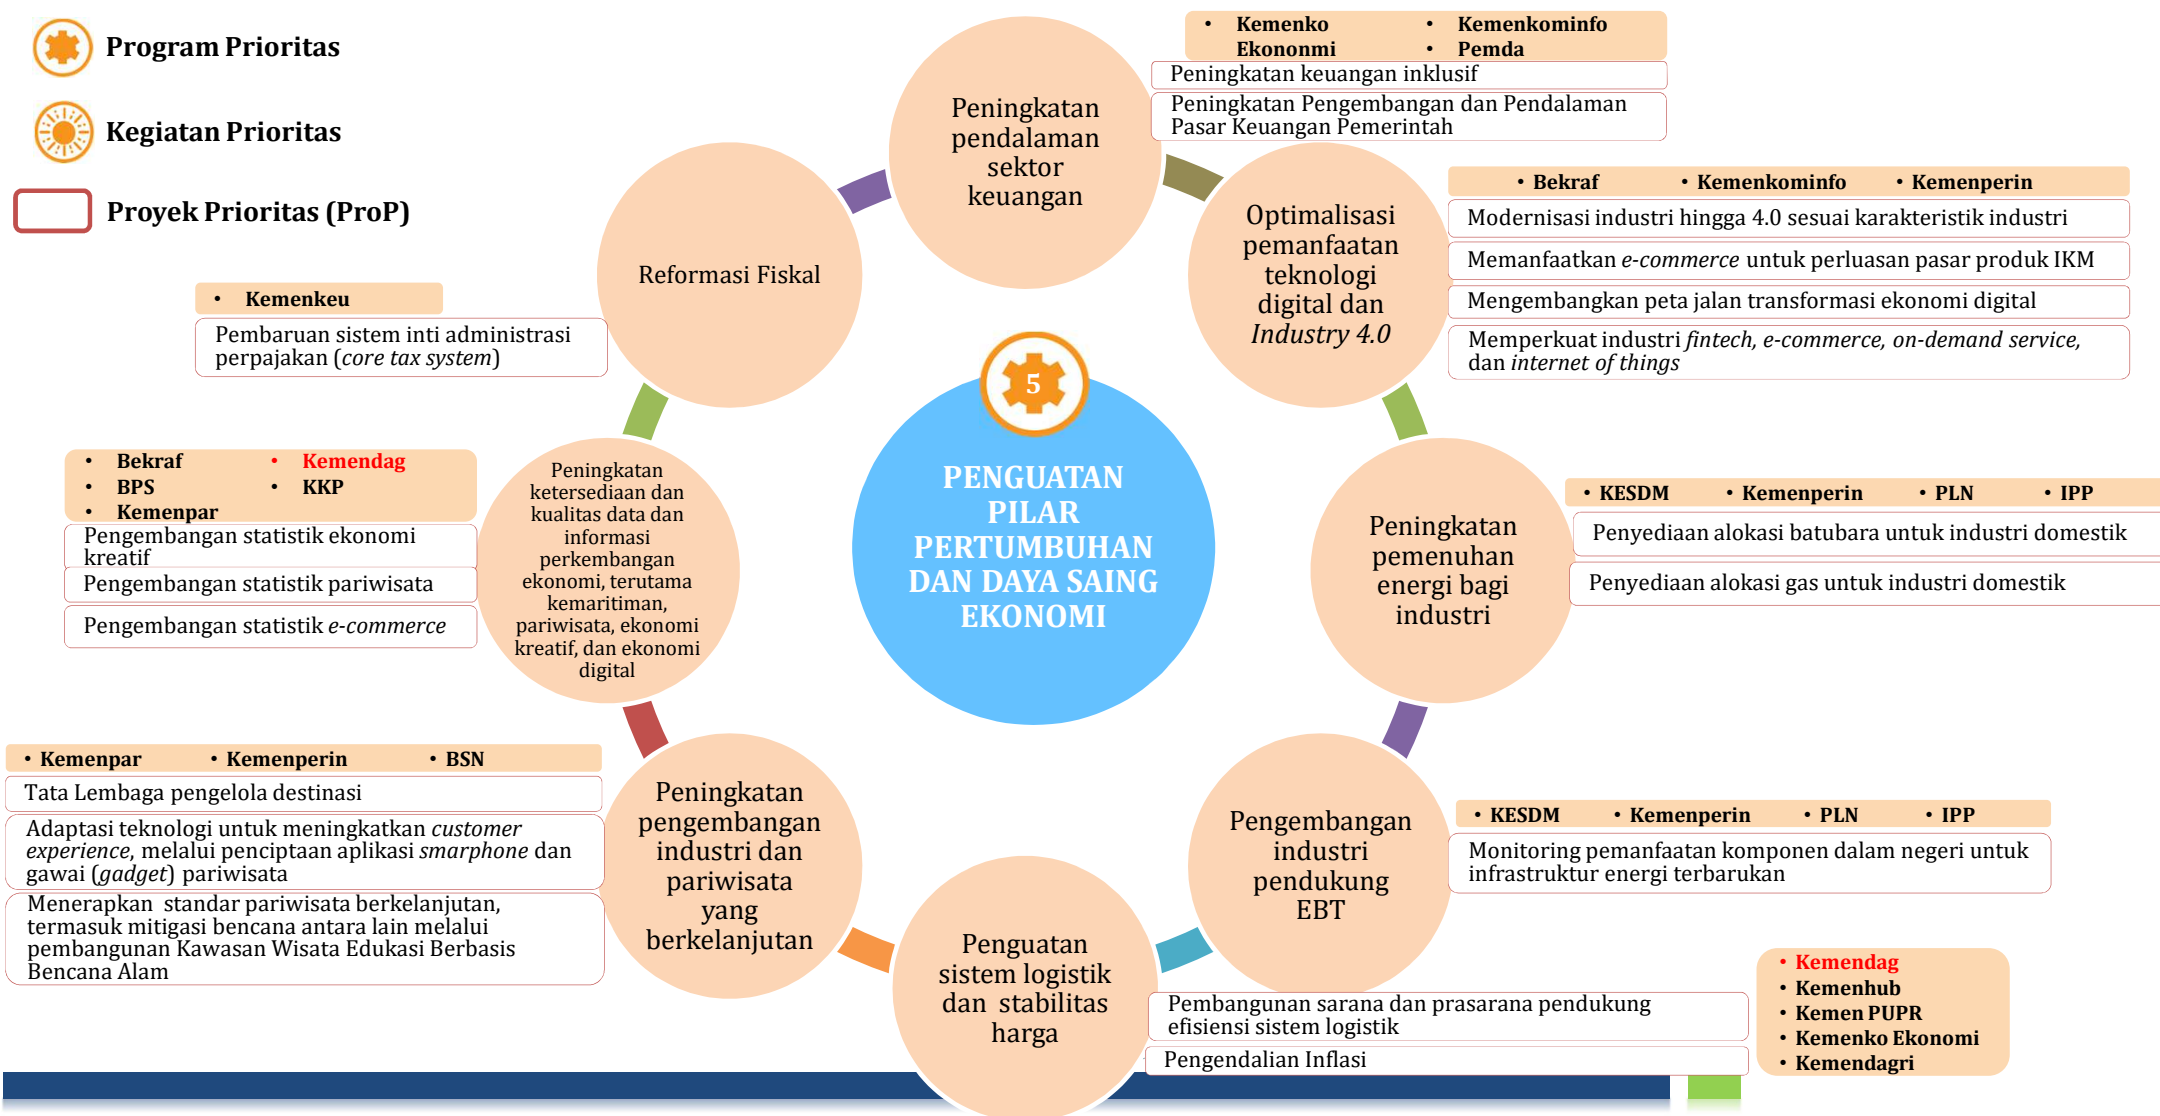 Program Prioritas
Kegiatan Prioritas
Proyek Prioritas (ProP)
• Kemenko
Ekononmi
• Kemenkominfo
• Pemda
Peningkatan keuangan inklusif
Peningkatan Pengembangan dan Pendalaman
Pasar Keuangan Pemerintah
Peningkatan
pendalaman
sektor
keuangan
• Bekraf • Kemenkominfo • Kemenperin
Modernisasi industri hingga 4.0 sesuai karakteristik industri
Memanfaatkan e-commerce untuk perluasan pasar produk IKM
Mengembangkan peta jalan transformasi ekonomi digital
Memperkuat industri fintech, e-commerce, on-demand service,
dan internet of things
Optimalisasi
pemanfaatan
teknologi
digital dan
Industry 4.0
Reformasi Fiskal
• Kemenkeu
Pembaruan sistem inti administrasi
perpajakan (core tax system)
5
PENGUATAN
PILAR
PERTUMBUHAN
DAN DAYA SAING
EKONOMI
• Bekraf
• BPS
• Kemenpar
• Kemendag
• KKP
Pengembangan statistik ekonomi
kreatif
Pengembangan statistik pariwisata
Pengembangan statistik e-commerce
Peningkatan
ketersediaan dan
kualitas data dan
informasi
perkembangan
ekonomi, terutama
kemaritiman,
pariwisata, ekonomi
kreatif, dan ekonomi
digital
Peningkatan
pemenuhan
energi bagi
industri
• KESDM • Kemenperin • PLN • IPP
Penyediaan alokasi batubara untuk industri domestik
Penyediaan alokasi gas untuk industri domestik
• Kemenpar • Kemenperin • BSN
Tata Lembaga pengelola destinasi
Adaptasi teknologi untuk meningkatkan customer
experience, melalui penciptaan aplikasi smarphone dan
gawai (gadget) pariwisata
Menerapkan standar pariwisata berkelanjutan,
termasuk mitigasi bencana antara lain melalui
pembangunan Kawasan Wisata Edukasi Berbasis
Bencana Alam
Peningkatan
pengembangan
industri dan
pariwisata
yang
berkelanjutan
Pengembangan
industri
pendukung
EBT
• KESDM • Kemenperin • PLN • IPP
Monitoring pemanfaatan komponen dalam negeri untuk
infrastruktur energi terbarukan
Penguatan
sistem logistik
dan stabilitas
harga
Pembangunan sarana dan prasarana pendukung
efisiensi sistem logistik
Pengendalian Inflasi
• Kemendag
• Kemenhub
• Kemen PUPR
• Kemenko Ekonomi
• Kemendagri